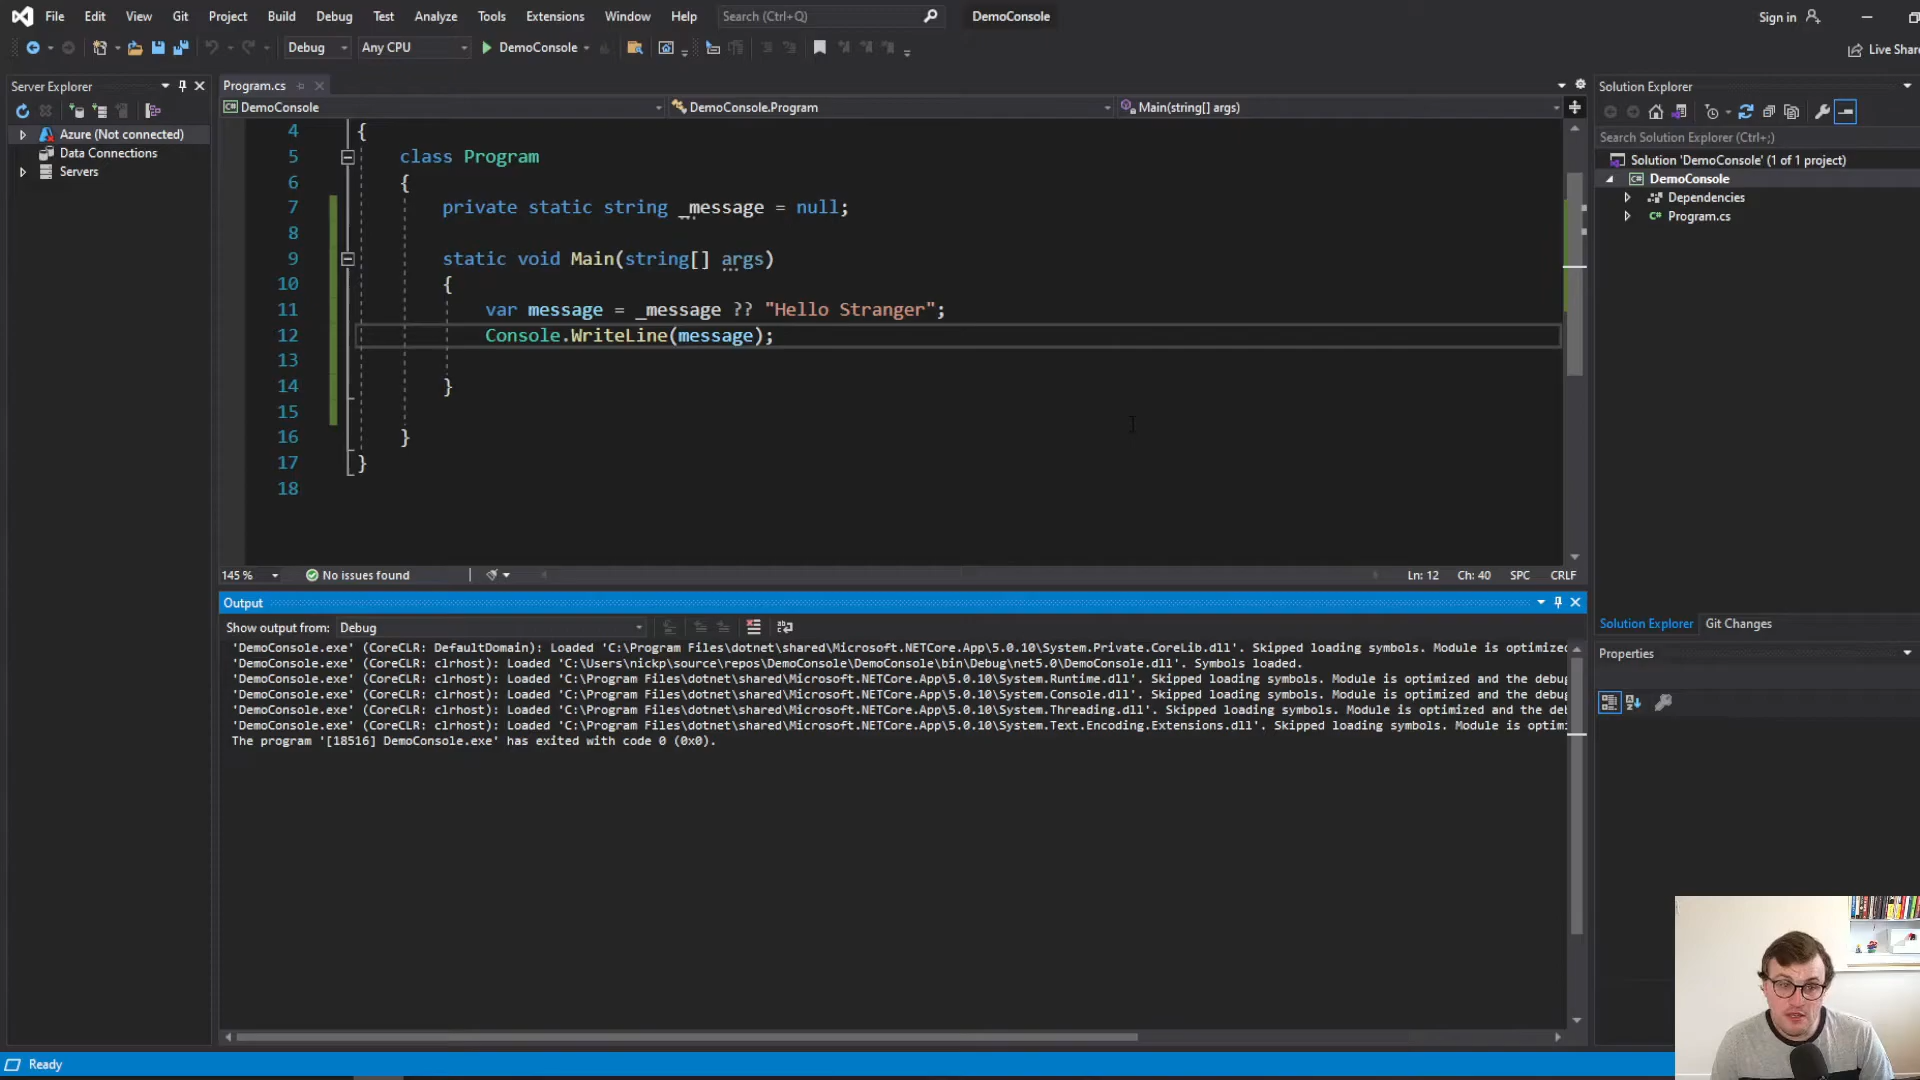 File Edit View Git Project Build Debug Test Analyze Tools Extensions Window Help Search (Ctrl+Q) DemoConsole Sign in
Debug Any CPU DemoConsole Live Share
Server Explorer
Azure (Not connected)
Data Connections
Servers
Program.cs
DemoConsole DemoConsole.Program Main(string[] args)
4 {
5 class Program
6 {
7 private static string _message = null;
8
9 static void Main(string[] args)
10 {
11 var message = _message ?? "Hello Stranger";
12 Console.WriteLine(message);
13
14 }
15
16 }
17 }
18
145 % No issues found Ln: 12 Ch: 40 SPC CRLF
Output
Show output from: Debug
'DemoConsole.exe' (CoreCLR: DefaultDomain): Loaded 'C:\Program Files\dotnet\shared\Microsoft.NETCore.App\5.0.10\System.Private.CoreLib.dll'. Skipped loading symbols. Module is optimized
'DemoConsole.exe' (CoreCLR: clrhost): Loaded 'C:\Users\nickp\source\repos\DemoConsole\DemoConsole\bin\Debug\net5.0\DemoConsole.dll'. Symbols loaded.
'DemoConsole.exe' (CoreCLR: clrhost): Loaded 'C:\Program Files\dotnet\shared\Microsoft.NETCore.App\5.0.10\System.Runtime.dll'. Skipped loading symbols. Module is optimized and the debug
'DemoConsole.exe' (CoreCLR: clrhost): Loaded 'C:\Program Files\dotnet\shared\Microsoft.NETCore.App\5.0.10\System.Console.dll'. Skipped loading symbols. Module is optimized and the debug
'DemoConsole.exe' (CoreCLR: clrhost): Loaded 'C:\Program Files\dotnet\shared\Microsoft.NETCore.App\5.0.10\System.Threading.dll'. Skipped loading symbols. Module is optimized and the deb
'DemoConsole.exe' (CoreCLR: clrhost): Loaded 'C:\Program Files\dotnet\shared\Microsoft.NETCore.App\5.0.10\System.Text.Encoding.Extensions.dll'. Skipped loading symbols. Module is optimi
The program '[18516] DemoConsole.exe' has exited with code 0 (0x0).
Solution Explorer
Search Solution Explorer (Ctrl+;)
Solution 'DemoConsole' (1 of 1 project)
DemoConsole
Dependencies
Program.cs
Solution Explorer Git Changes
Properties
Ready